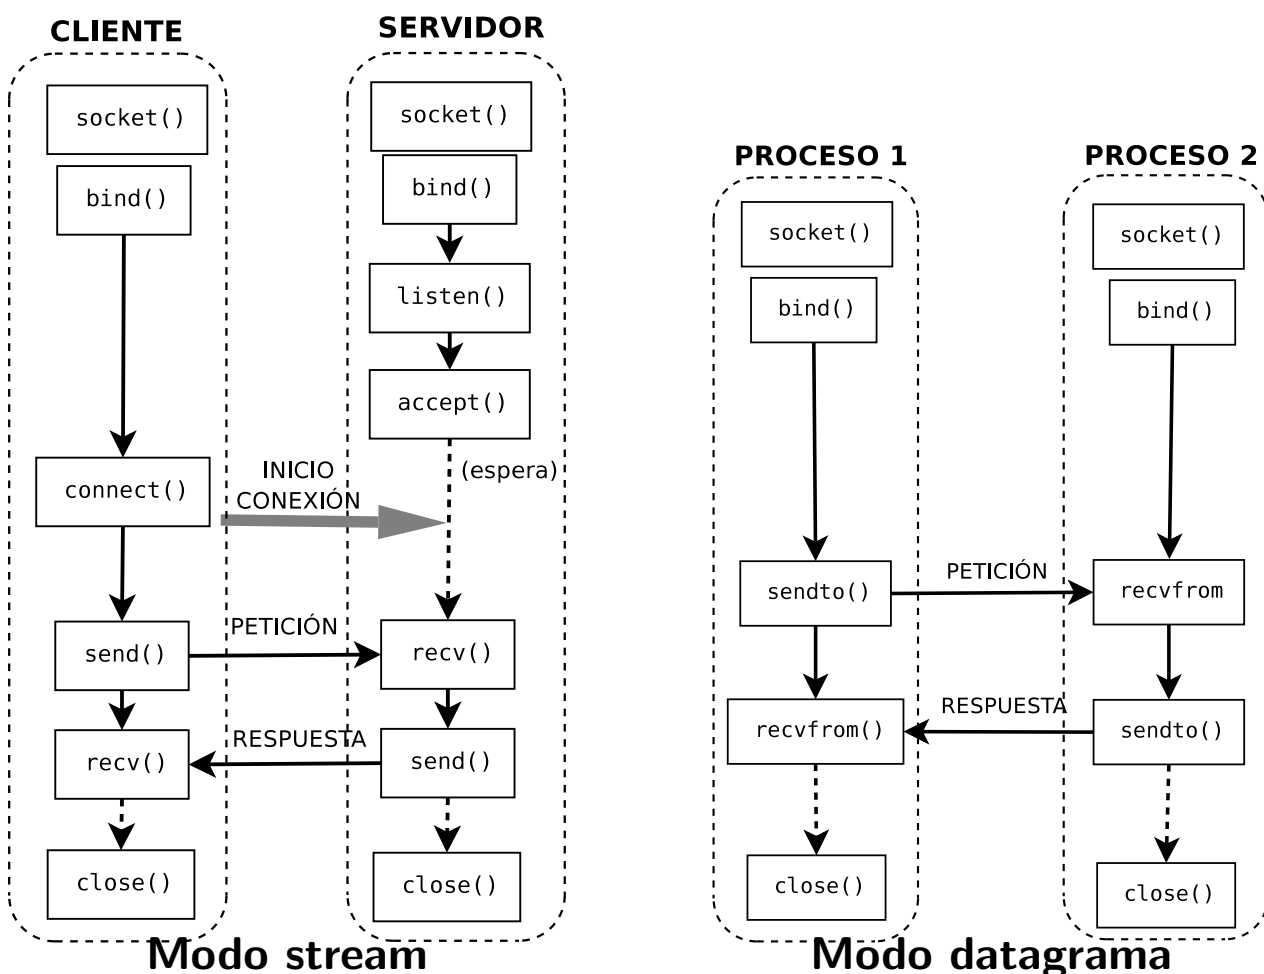 CLIENTE
socket()
bind()
connect()
send()
recv()
close()
INICIO
CONEXIÓN
PETICIÓN
RESPUESTA
SERVIDOR
socket()
bind()
listen()
accept()
(espera)
recv()
send()
close()
Modo stream
PROCESO 1
socket()
bind()
sendto()
recvfrom()
close()
PETICIÓN
RESPUESTA
PROCESO 2
socket()
bind()
recvfrom
sendto()
close()
Modo datagrama